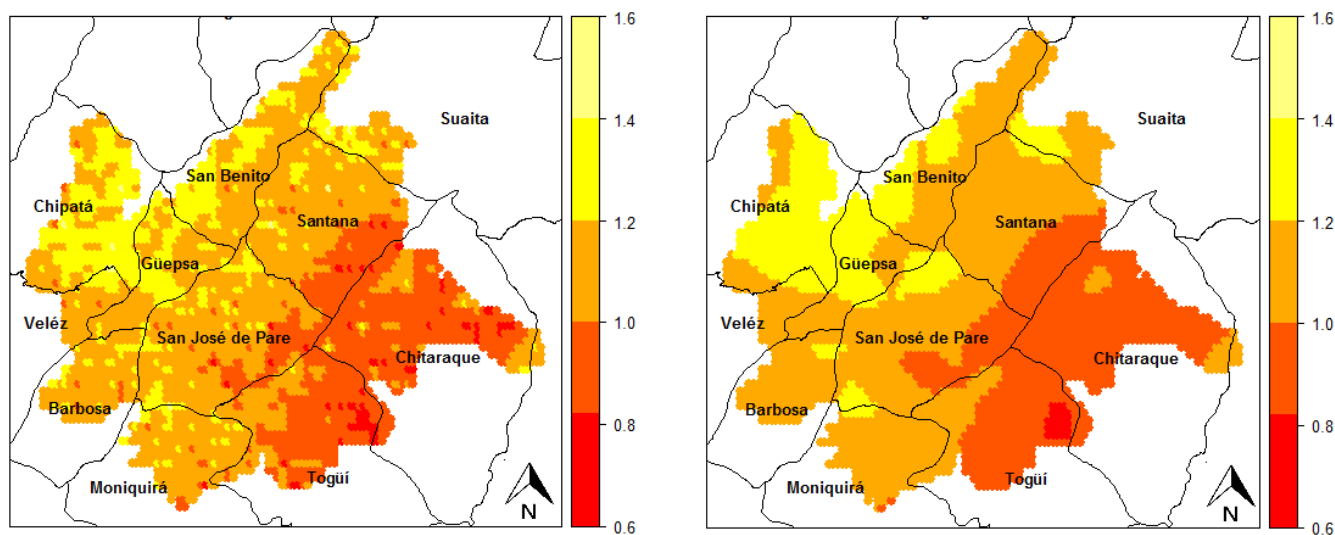 1.6
Suaita
1.4
San Benito
Chipatá
Santana
1.2
Güepsa
Veléz
San José de Pare
1.0
Chitaraque
Barbosa
0.8
Togüí
Moniquirá
N
0.6
1.6
Suaita
1.4
San Benito
Chipatá
Santana
1.2
Güepsa
Veléz
San José de Pare
1.0
Chitaraque
Barbosa
0.8
Togüí
Moniquirá
N
0.6